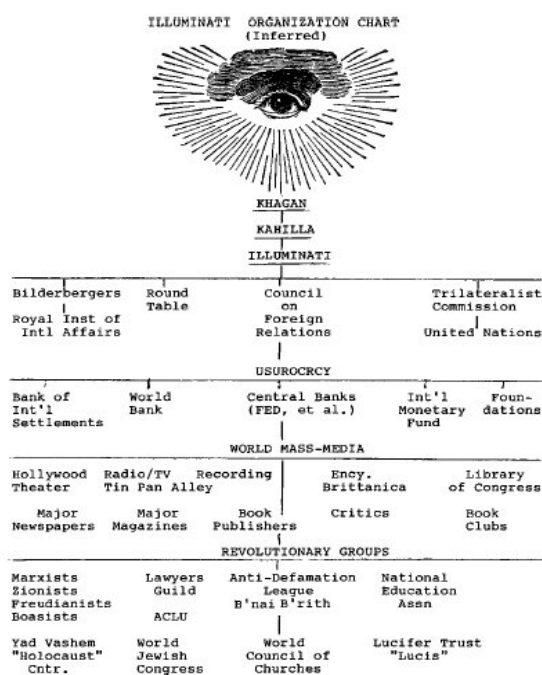 ILLUMINATI ORGANIZATION CHART
(Inferred)
KHAGAN
KAHILLA
ILLUMINATI
Bilderbergers Round Council Trilateralist
Table on Commission
Royal Inst of Foreign
Intl Affairs Relations United Nations
USUROCRCY
Bank of World Central Banks Int'l Foun-
Int'l Bank (FED, et al.) Monetary dations
Settlements Fund
WORLD MASS-MEDIA
Hollywood Radio/TV Recording Ency. Library
Theater Tin Pan Alley Brittanica of Congress
Major Major Book Critics Book
Newspapers Magazines Publishers Clubs
REVOLUTIONARY GROUPS
Marxists Lawyers Anti-Defamation National
Zionists Guild League Education
Freudianists B'nai B'rith Assn
Boasists ACLU
Yad Vashem World World Lucifer Trust
"Holocaust" Jewish Council of "Lucis"
Cntr. Congress Churches